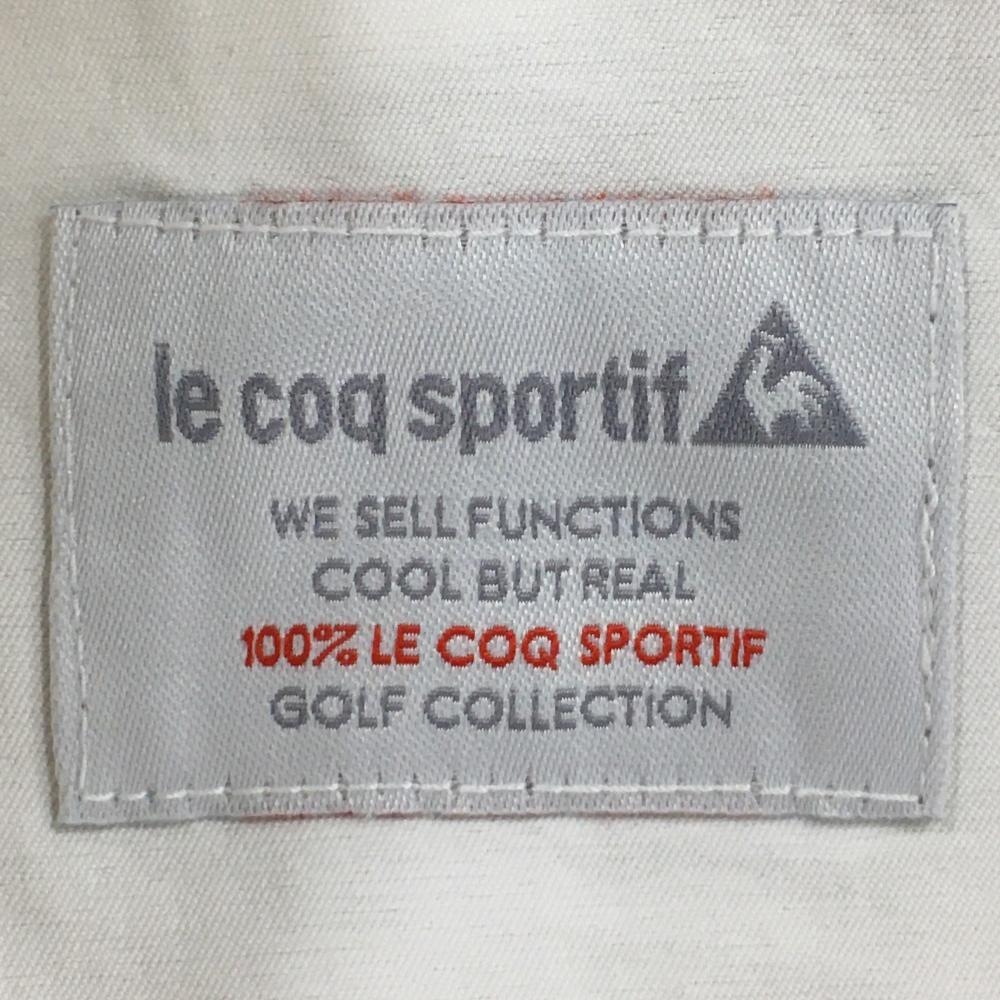 le coq sportif
WE SELL FUNCTIONS
COOL BUT REAL
100% LE COQ SPORTIF
GOLF COLLECTION